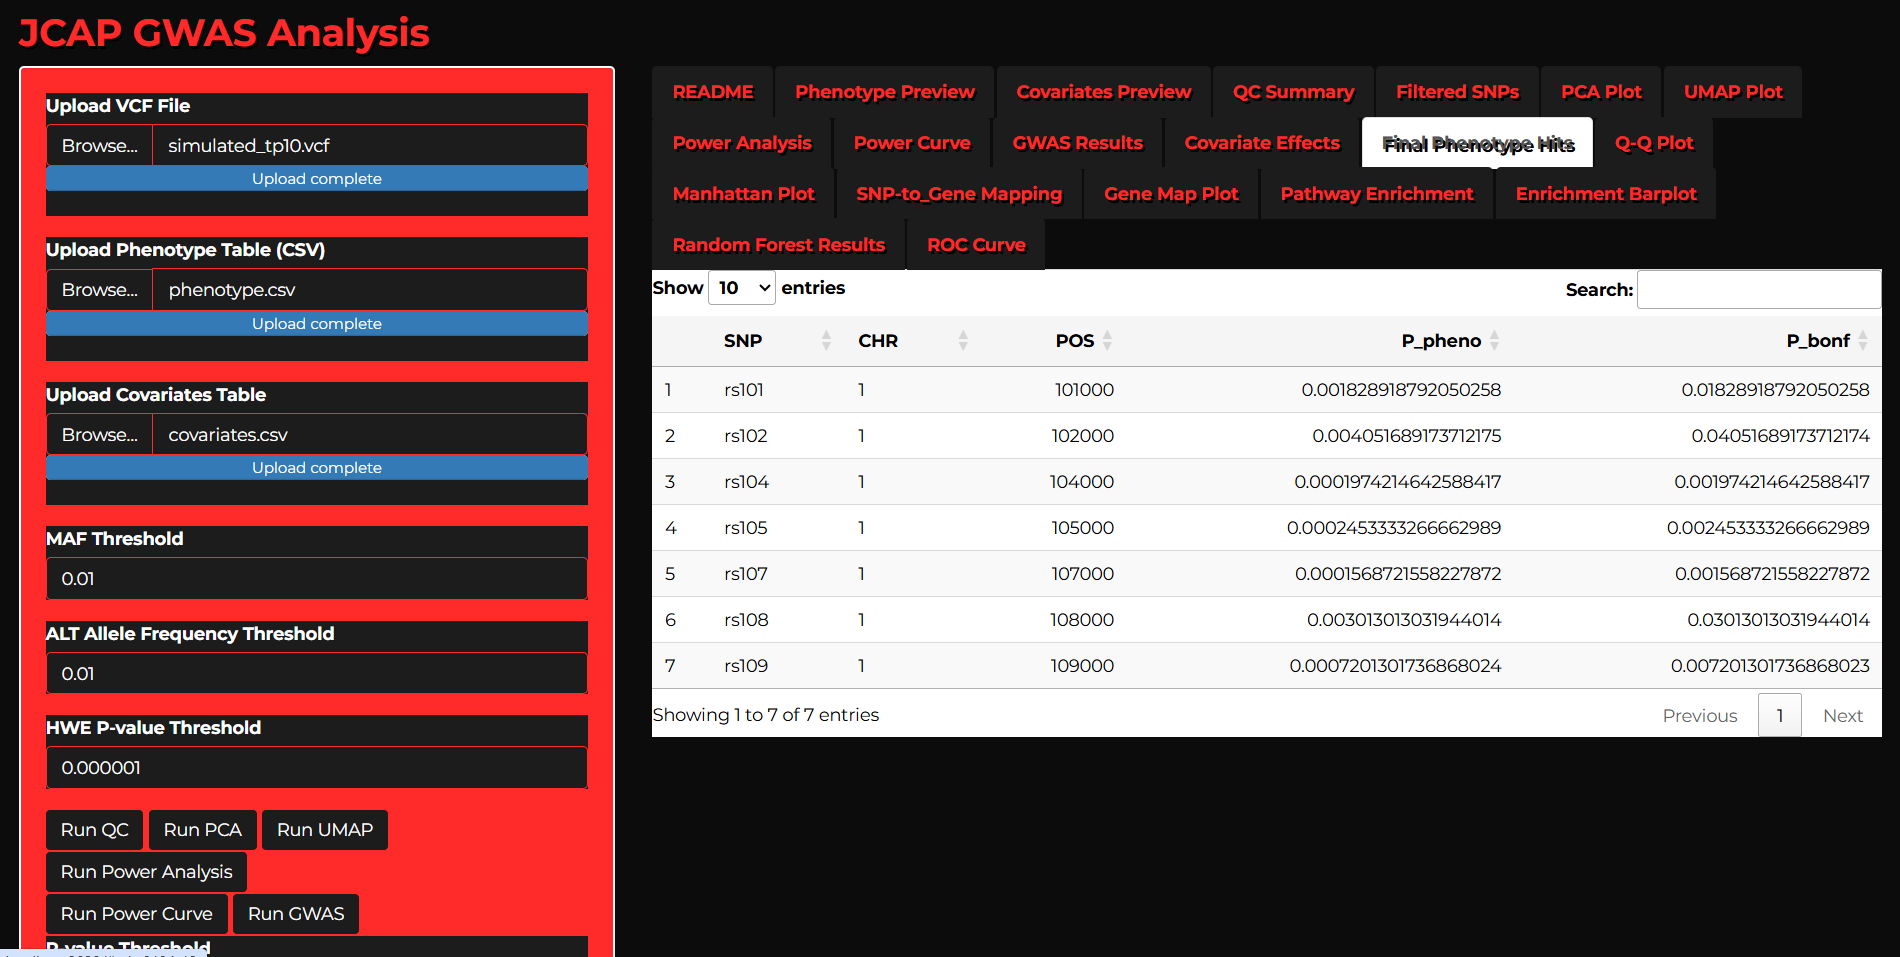 JCAP GWAS Analysis
Upload VCF File
Browse... simulated_tp10.vcf
Upload complete
Upload Phenotype Table (CSV)
Browse... phenotype.csv
Upload complete
Upload Covariates Table
Browse... covariates.csv
Upload complete
MAF Threshold
0.01
ALT Allele Frequency Threshold
0.01
HWE P-value Threshold
0.000001
Run QC Run PCA Run UMAP
Run Power Analysis
Run Power Curve Run GWAS
P-value Threshold
README Phenotype Preview Covariates Preview QC Summary Filtered SNPs PCA Plot UMAP Plot
Power Analysis Power Curve GWAS Results Covariate Effects Final Phenotype Hits Q-Q Plot
Manhattan Plot SNP-to_Gene Mapping Gene Map Plot Pathway Enrichment Enrichment Barplot
Random Forest Results ROC Curve
Show 10 entries Search:
SNP CHR POS P_pheno P_bonf
1 rs101 1 101000 0.001828918792050258 0.01828918792050258
2 rs102 1 102000 0.004051689173712175 0.04051689173712174
3 rs104 1 104000 0.0001974214642588417 0.001974214642588417
4 rs105 1 105000 0.0002453333266662989 0.002453333266662989
5 rs107 1 107000 0.0001568721558227872 0.001568721558227872
6 rs108 1 108000 0.003013013031944014 0.03013013031944014
7 rs109 1 109000 0.0007201301736868024 0.007201301736868023
Showing 1 to 7 of 7 entries Previous 1 Next